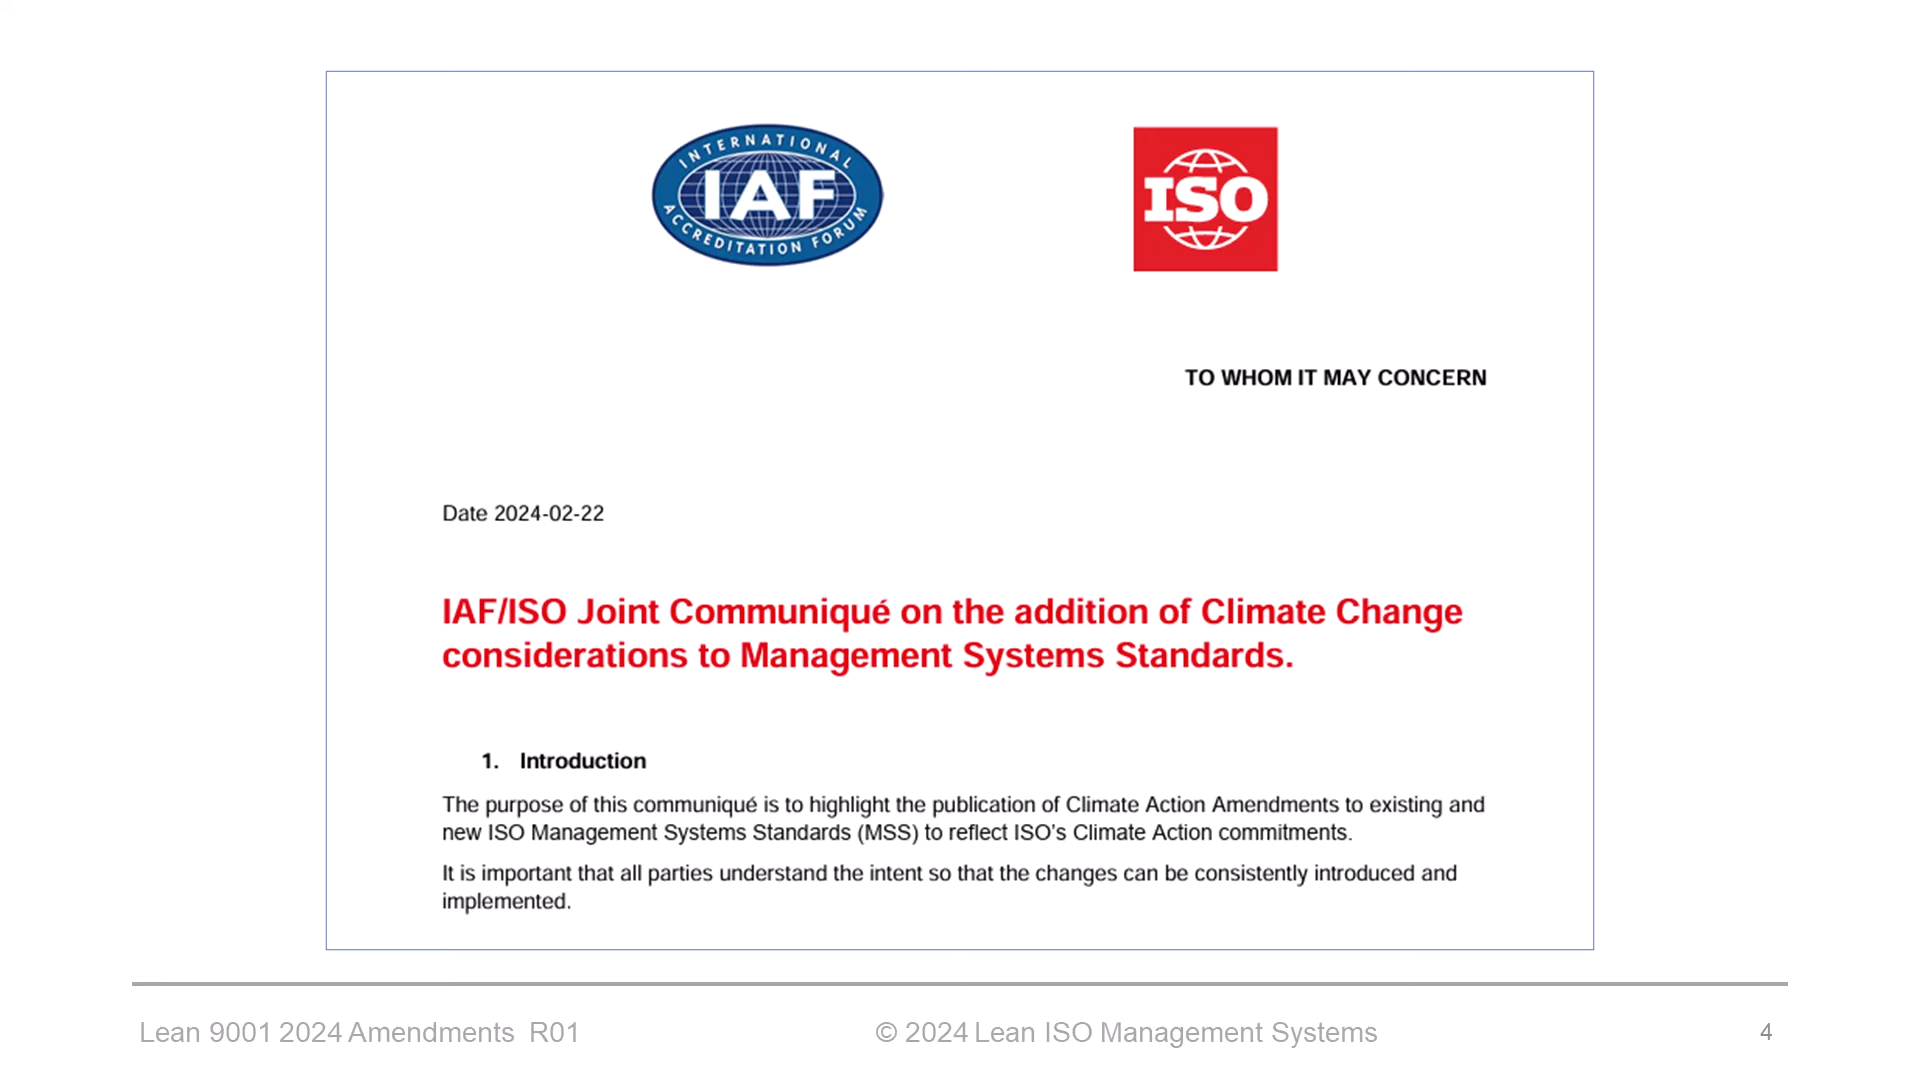 INTERNATIONAL
IAF
ACCREDITATION FORUM
ISO
TO WHOM IT MAY CONCERN
Date 2024-02-22
IAF/ISO Joint Communiqué on the addition of Climate Change
considerations to Management Systems Standards.
1. Introduction
The purpose of this communiqué is to highlight the publication of Climate Action Amendments to existing and
new ISO Management Systems Standards (MSS) to reflect ISO's Climate Action commitments.
It is important that all parties understand the intent so that the changes can be consistently introduced and
implemented.
Lean 9001 2024 Amendments R01
© 2024 Lean ISO Management Systems
4